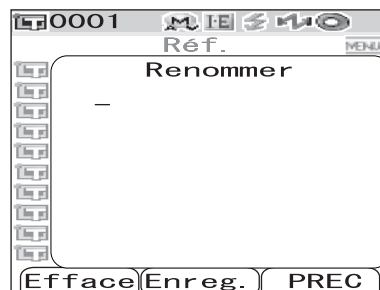 0001 M I·E
Réf. MENU
Renommer
_
Efface Enreg. PREC